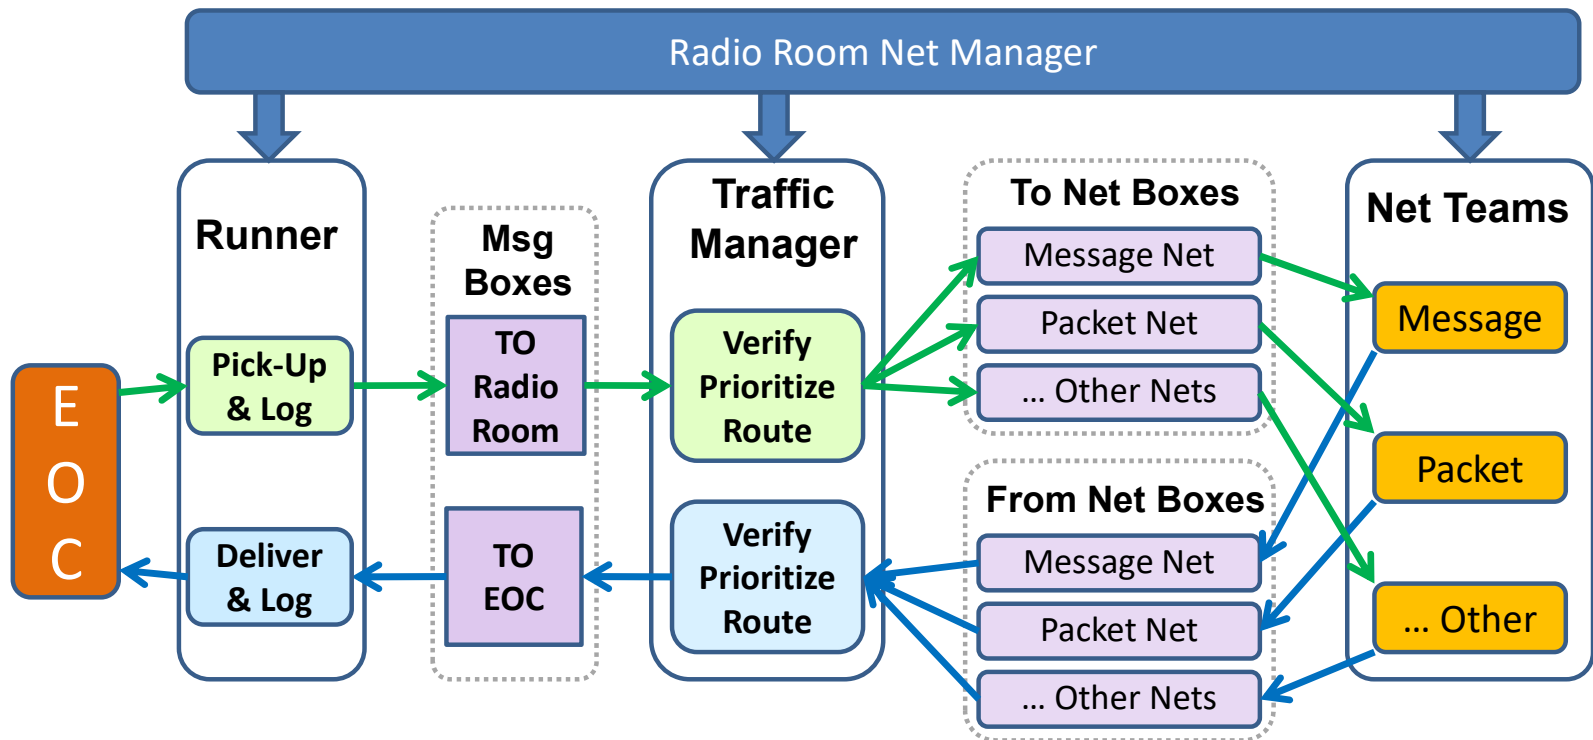 Radio Room Net Manager
Runner
Pick-Up
& Log
Deliver
& Log
E
O
C
Msg
Boxes
TO
Radio
Room
TO
EOC
Traffic
Manager
Verify
Prioritize
Route
Verify
Prioritize
Route
To Net Boxes
Message Net
Packet Net
... Other Nets
From Net Boxes
Message Net
Packet Net
... Other Nets
Net Teams
Message
Packet
... Other